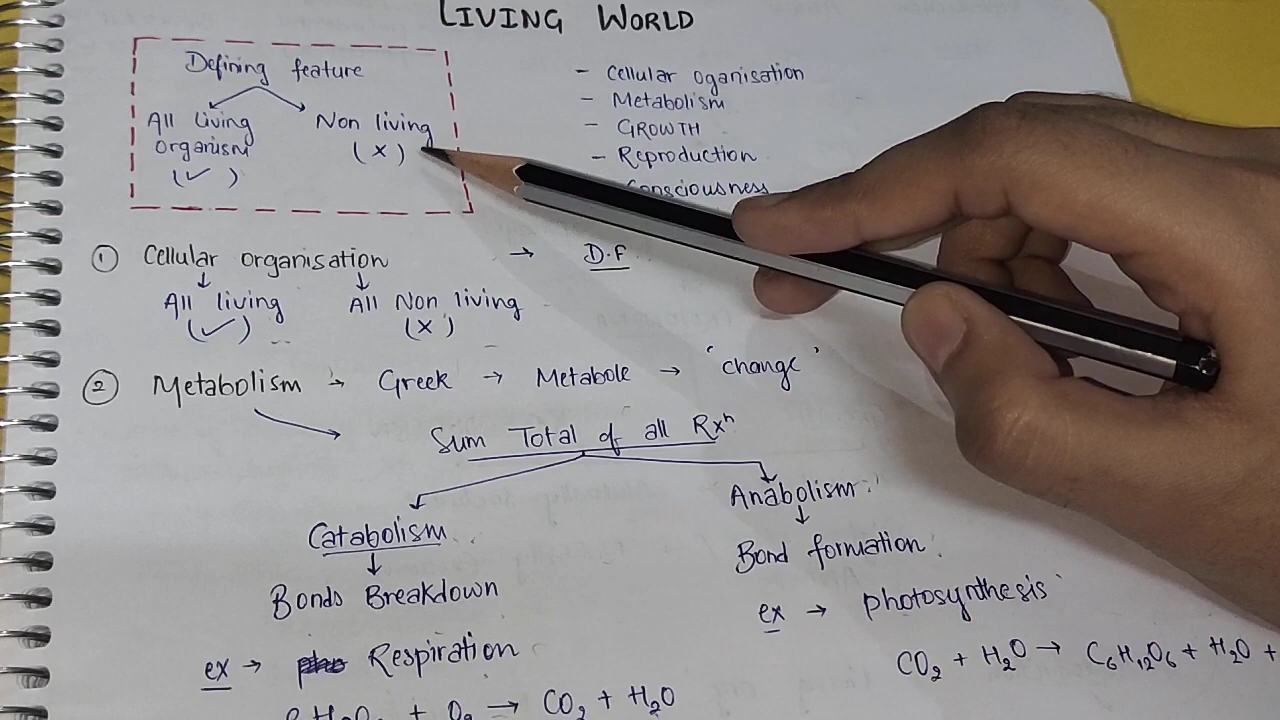 LIVING WORLD
Defining feature
All living organism
(✓)
Non living
(X)
- Cellular Oganisation
- Metabolism
- GROWTH
- Reproduction
Consciousness
① Cellular organisation → D.F
All living
(✓)
All Non living
(X)
② Metabolism → Greek → Metabole → 'change'
Sum Total of all Rxⁿ
Catabolism
Bonds Breakdown
ex → Respiration
+ O₂ → CO₂ + H₂O
Anabolism
Bond formation
ex → photosynthesis
CO₂ + H₂O → C₆H₁₂O₆ + H₂O +